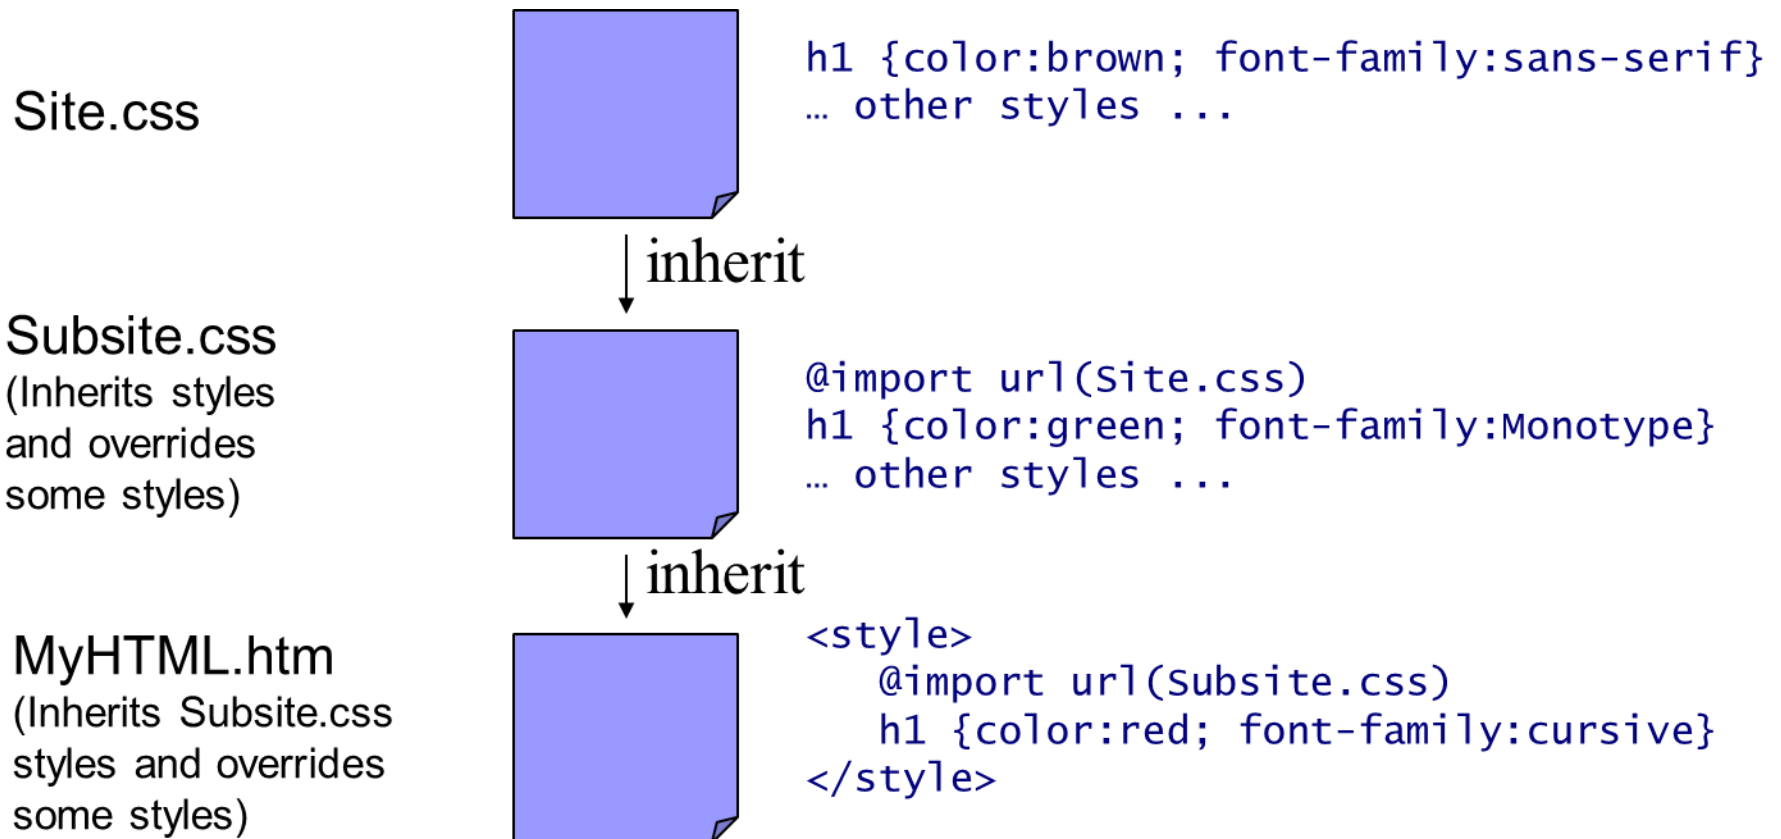 Site.css
h1 {color:brown; font-family:sans-serif}
… other styles ...
inherit
Subsite.css
(Inherits styles
and overrides
some styles)
@import url(Site.css)
h1 {color:green; font-family:Monotype}
… other styles ...
inherit
MyHTML.htm
(Inherits Subsite.css
styles and overrides
some styles)
<style>
@import url(Subsite.css)
h1 {color:red; font-family:cursive}
</style>